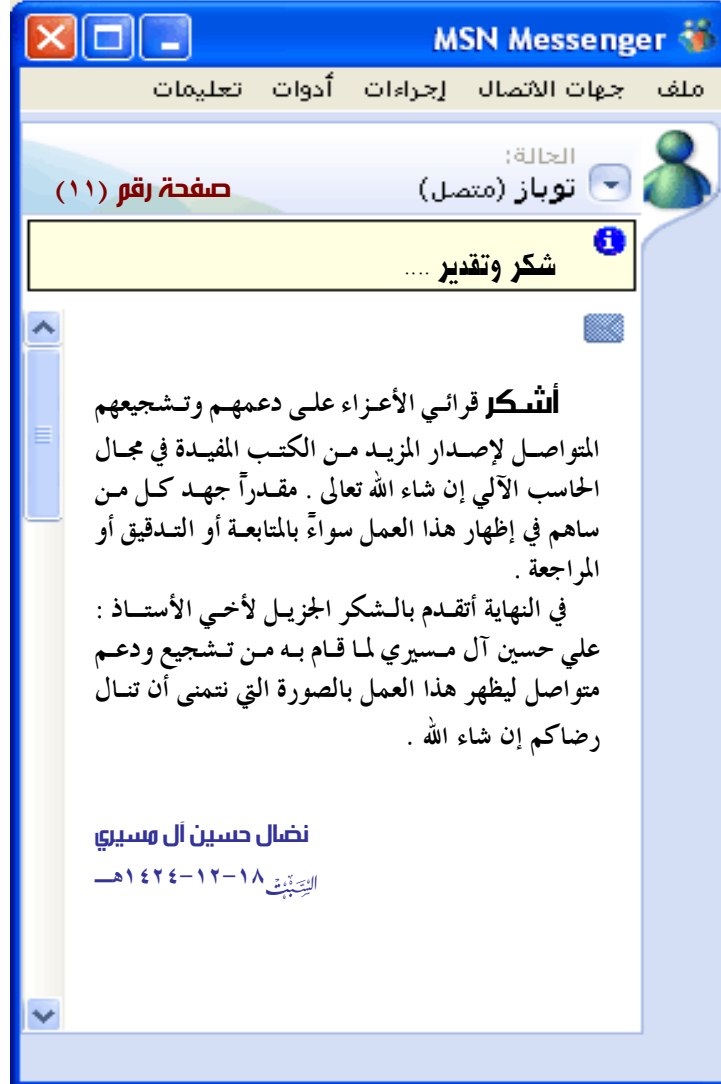 MSN Messenger
ملف جهات الاتصال إجراءات أدوات تعليمات
الحالة:
توباز (متصل)
صفحة رقم (١١)
شكر وتقدير ....
أشكر قرائي الأعزاء على دعمهم وتشجيعهم
المتواصل لإصدار المزيد من الكتب المفيدة في مجال
الحاسب الآلي إن شاء الله تعالى . مقدراً جهد كل من
ساهم في إظهار هذا العمل سواءً بالمتابعة أو التدقيق أو
المراجعة .
في النهاية أتقدم بالشكر الجزيل لأخي الأستاذ :
علي حسين آل مسيري لما قام به من تشجيع ودعم
متواصل ليظهر هذا العمل بالصورة التي نتمنى أن تنال
رضاكم إن شاء الله .
نضال حسين آل مسيري
السَّبْت ١٨-١٢-١٤٢٤هـ